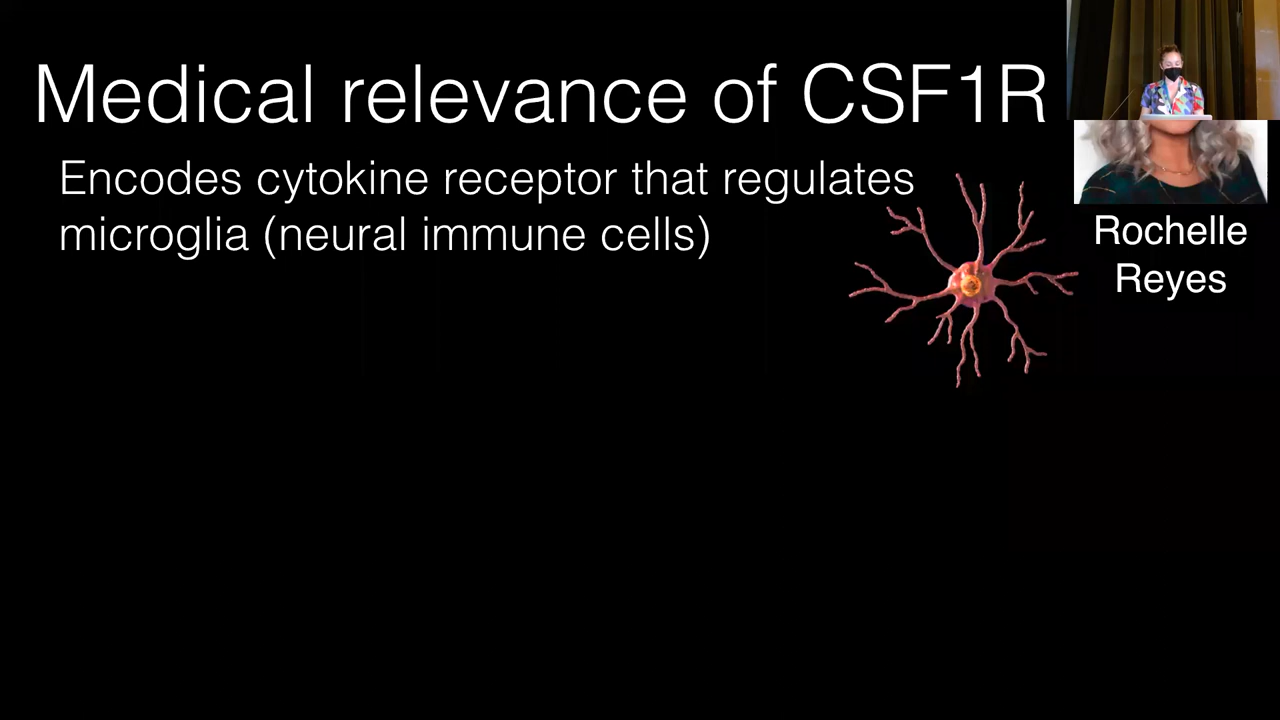 Medical relevance of CSF1R
Encodes cytokine receptor that regulates
microglia (neural immune cells)
Rochelle
Reyes